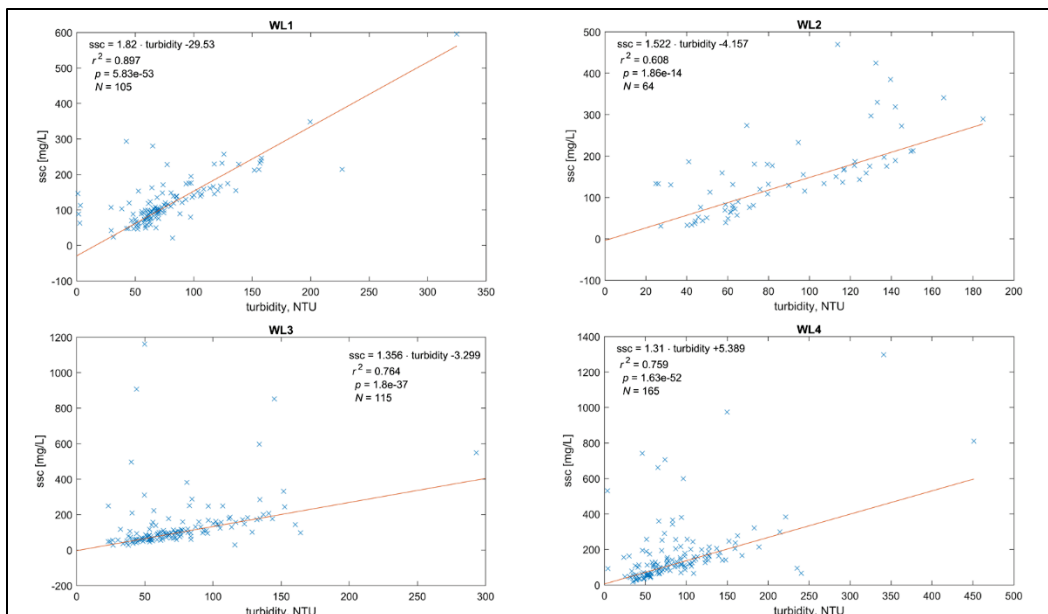 WL1
ssc = 1.82 · turbidity -29.53
r² = 0.897
p = 5.83e-53
N = 105
ssc [mg/L]
600
500
400
300
200
100
0
-100
0 50 100 150 200 250 300 350
turbidity, NTU
WL2
ssc = 1.522 · turbidity -4.157
r² = 0.608
p = 1.86e-14
N = 64
ssc [mg/L]
500
400
300
200
100
0
-100
0 20 40 60 80 100 120 140 160 180 200
turbidity, NTU
WL3
ssc = 1.356 · turbidity -3.299
r² = 0.764
p = 1.8e-37
N = 115
ssc [mg/L]
1200
1000
800
600
400
200
0
-200
0 50 100 150 200 250 300
turbidity, NTU
WL4
ssc = 1.31 · turbidity +5.389
r² = 0.759
p = 1.63e-52
N = 165
ssc [mg/L]
1400
1200
1000
800
600
400
200
0
0 50 100 150 200 250 300 350 400 450 500
turbidity, NTU